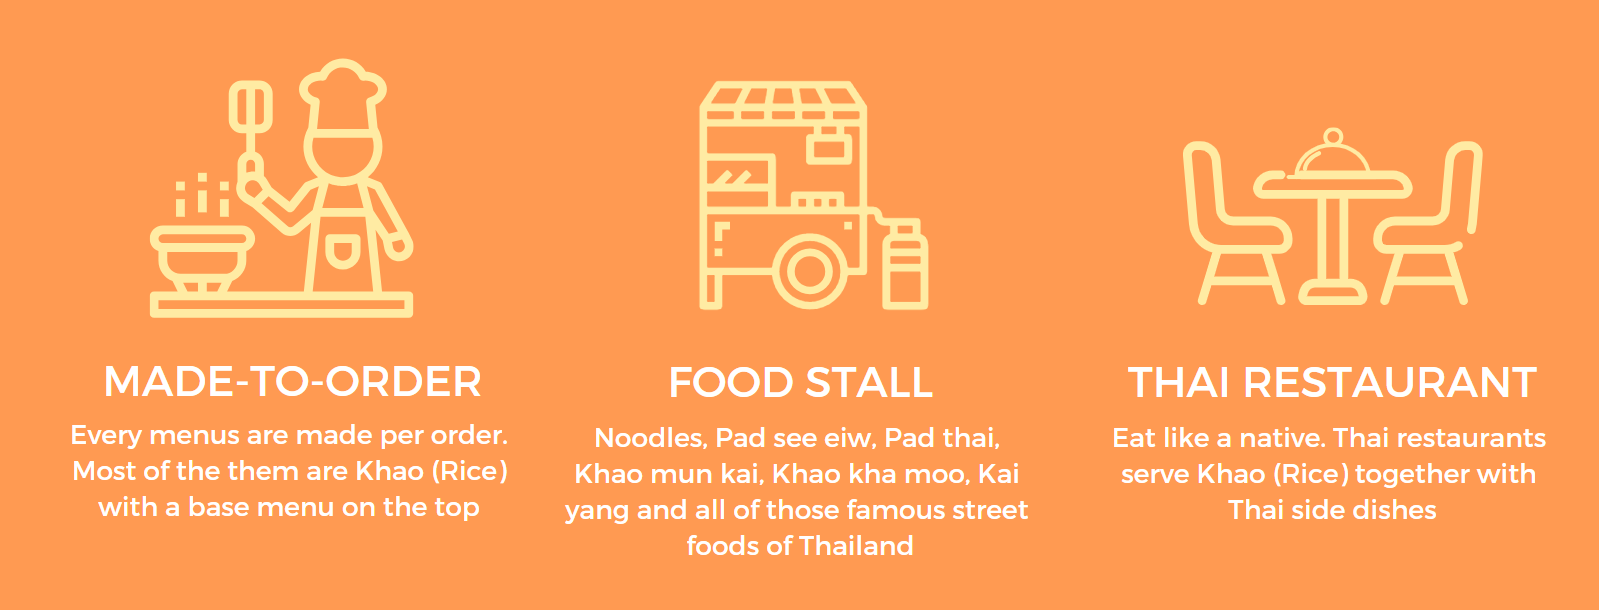 MADE-TO-ORDER
Every menus are made per order.
Most of the them are Khao (Rice)
with a base menu on the top
FOOD STALL
Noodles, Pad see eiw, Pad thai,
Khao mun kai, Khao kha moo, Kai
yang and all of those famous street
foods of Thailand
THAI RESTAURANT
Eat like a native. Thai restaurants
serve Khao (Rice) together with
Thai side dishes